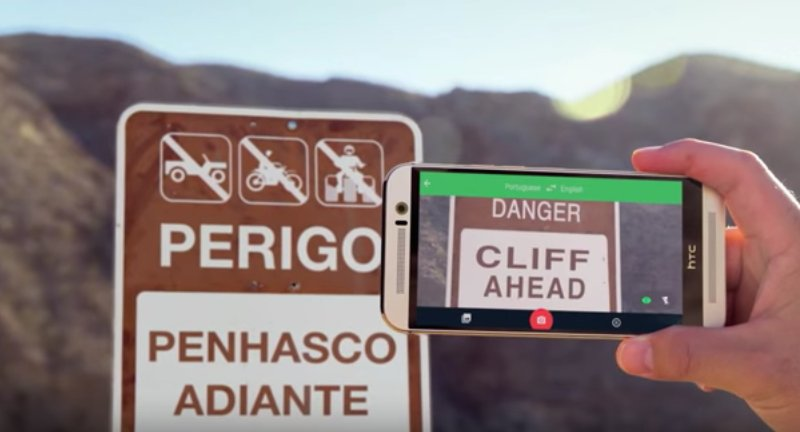 PERIGO
PENHASCO
ADIANTE
Portuguese English
DANGER
CLIFF
AHEAD
hTC